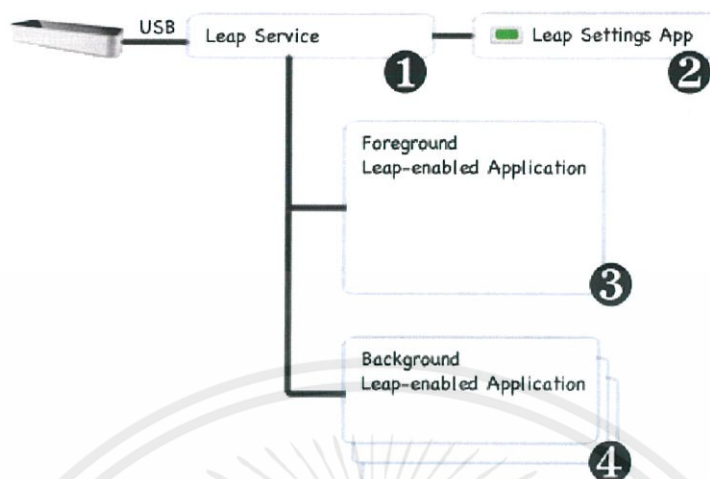 USB
Leap Service
1
Leap Settings App
2
Foreground
Leap-enabled Application
3
Background
Leap-enabled Application
4